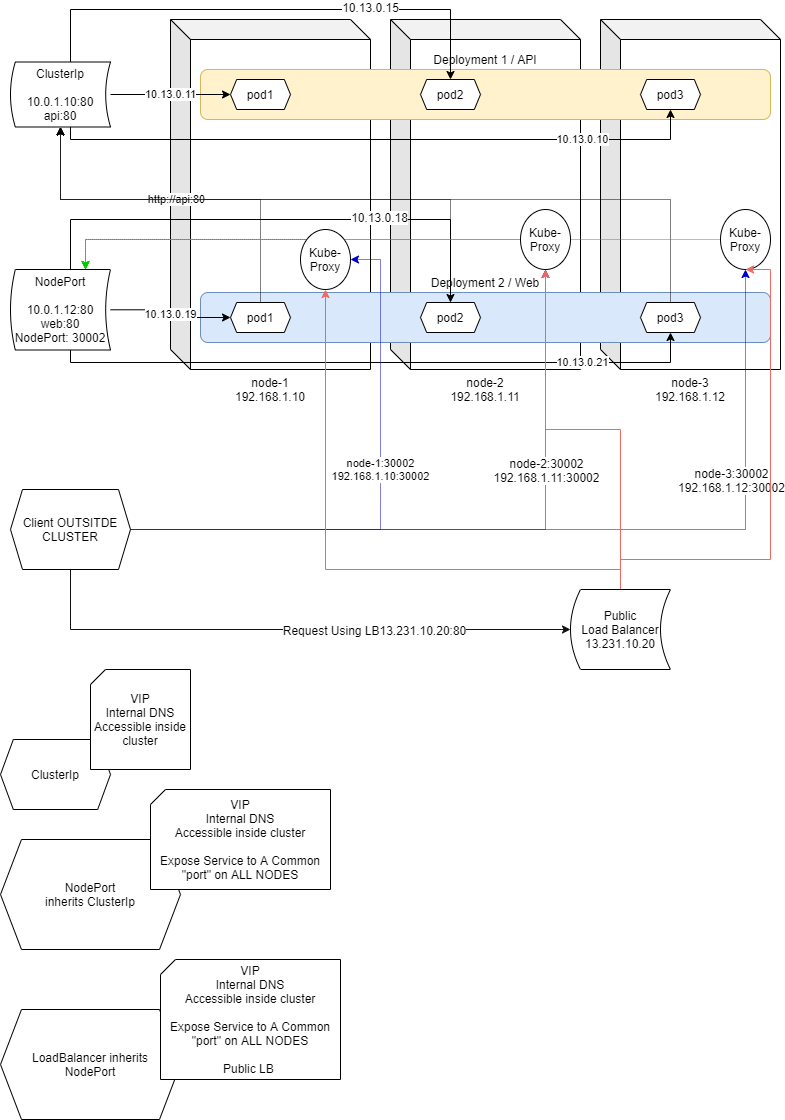 10.13.0.15
Deployment 1 / API
ClusterIp
10.0.1.10:80
api:80
10.13.0.11
pod1
pod2
pod3
10.13.0.10
http://api:80
10.13.0.18
Kube-
Proxy
Kube-
Proxy
Kube-
Proxy
Deployment 2 / Web
NodePort
10.0.1.12:80
web:80
NodePort: 30002
10.13.0.19
pod1
pod2
pod3
10.13.0.21
node-1
192.168.1.10
node-2
192.168.1.11
node-3
192.168.1.12
node-1:30002
192.168.1.10:30002
node-2:30002
192.168.1.11:30002
node-3:30002
192.168.1.12:30002
Client OUTSITDE
CLUSTER
Request Using LB13.231.10.20:80
Public
Load Balancer
13.231.10.20
VIP
Internal DNS
Accessible inside
cluster
ClusterIp
VIP
Internal DNS
Accessible inside cluster
Expose Service to A Common
"port" on ALL NODES
NodePort
inherits ClusterIp
VIP
Internal DNS
Accessible inside cluster
Expose Service to A Common
"port" on ALL NODES
Public LB
LoadBalancer inherits
NodePort